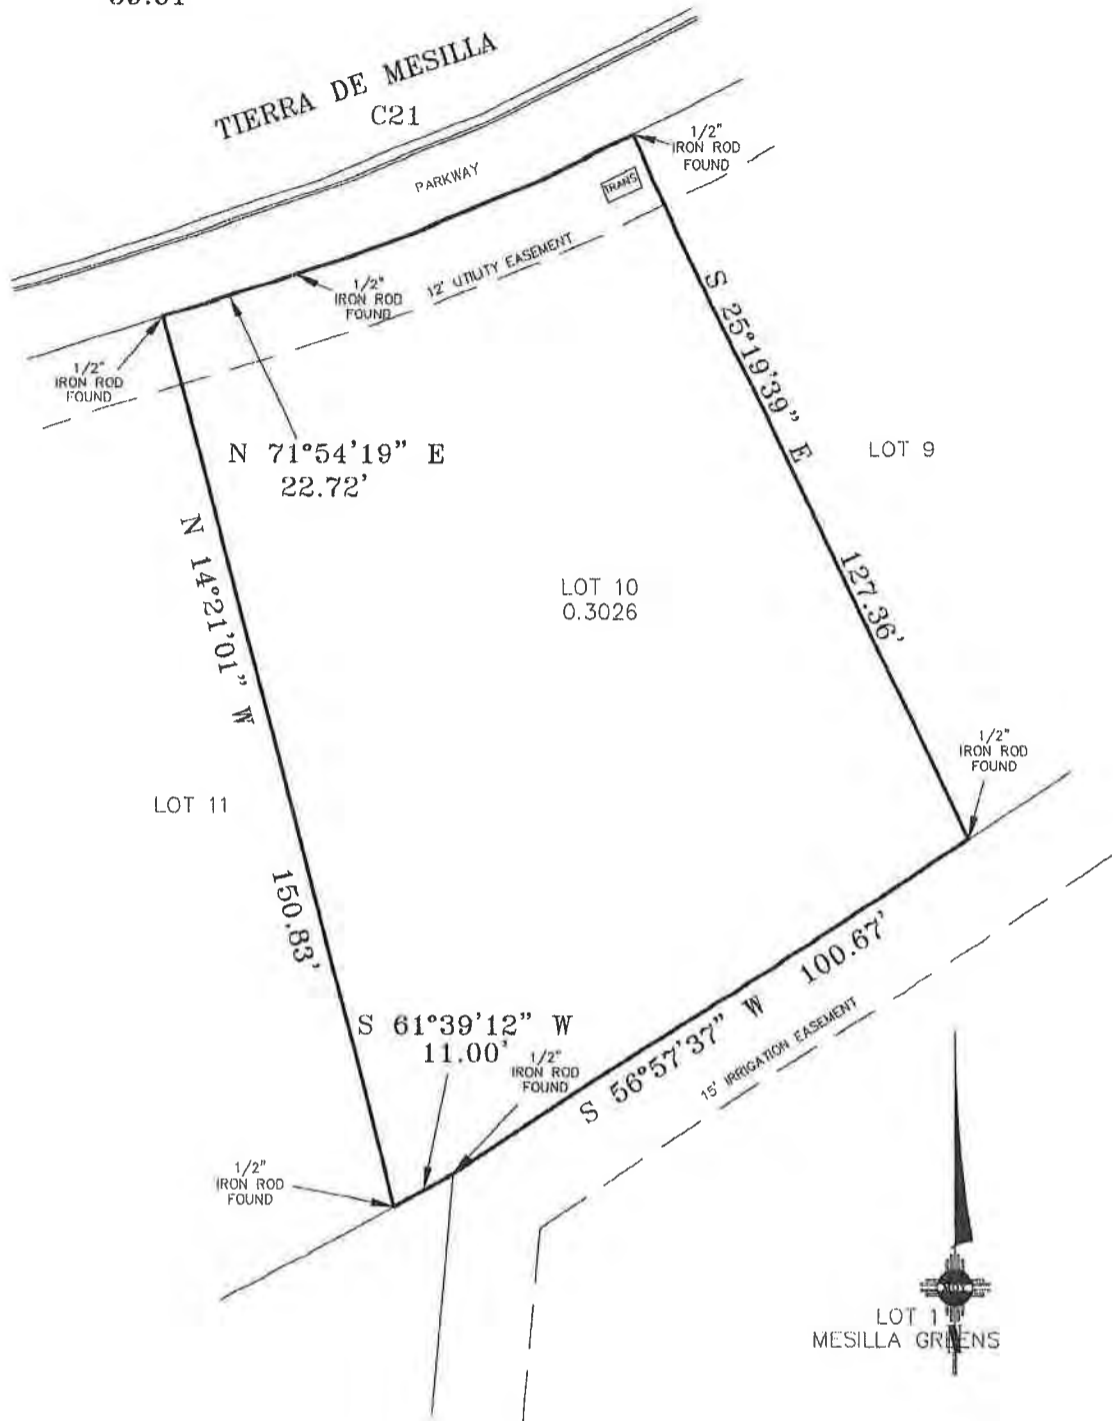 TIERRA DE MESILLA
C21
PARKWAY
1/2"
IRON ROD
FOUND
TRANS
12' UTILITY EASEMENT
1/2"
IRON ROD
FOUND
1/2"
IRON ROD
FOUND
N 71°54'19" E
22.72'
S 25°19'39" E
127.36'
LOT 9
N 14°21'01" W
150.83'
LOT 10
0.3026
LOT 11
1/2"
IRON ROD
FOUND
S 61°39'12" W
11.00'
1/2"
IRON ROD
FOUND
S 56°57'37" W 100.67'
15' IRRIGATION EASEMENT
1/2"
IRON ROD
FOUND
LOT 1
MESILLA GREENS